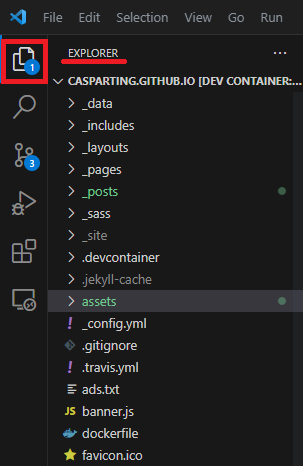 File Edit Selection View Go Run
EXPLORER ...
1
CASPARTING.GITHUB.IO [DEV CONTAINER:...
_data
_includes
_layouts
3
_pages
_posts
_sass
_site
.devcontainer
.jekyll-cache
assets
! _config.yml
.gitignore
! .travis.yml
ads.txt
JS banner.js
dockerfile
favicon.ico